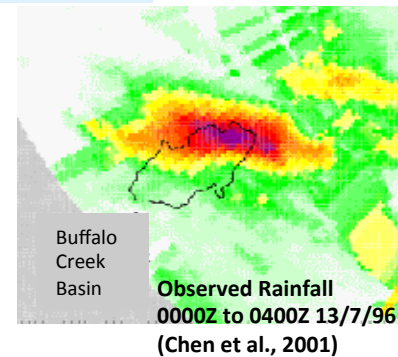 Buffalo
Creek
Basin
Observed Rainfall
0000Z to 0400Z 13/7/96
(Chen et al., 2001)